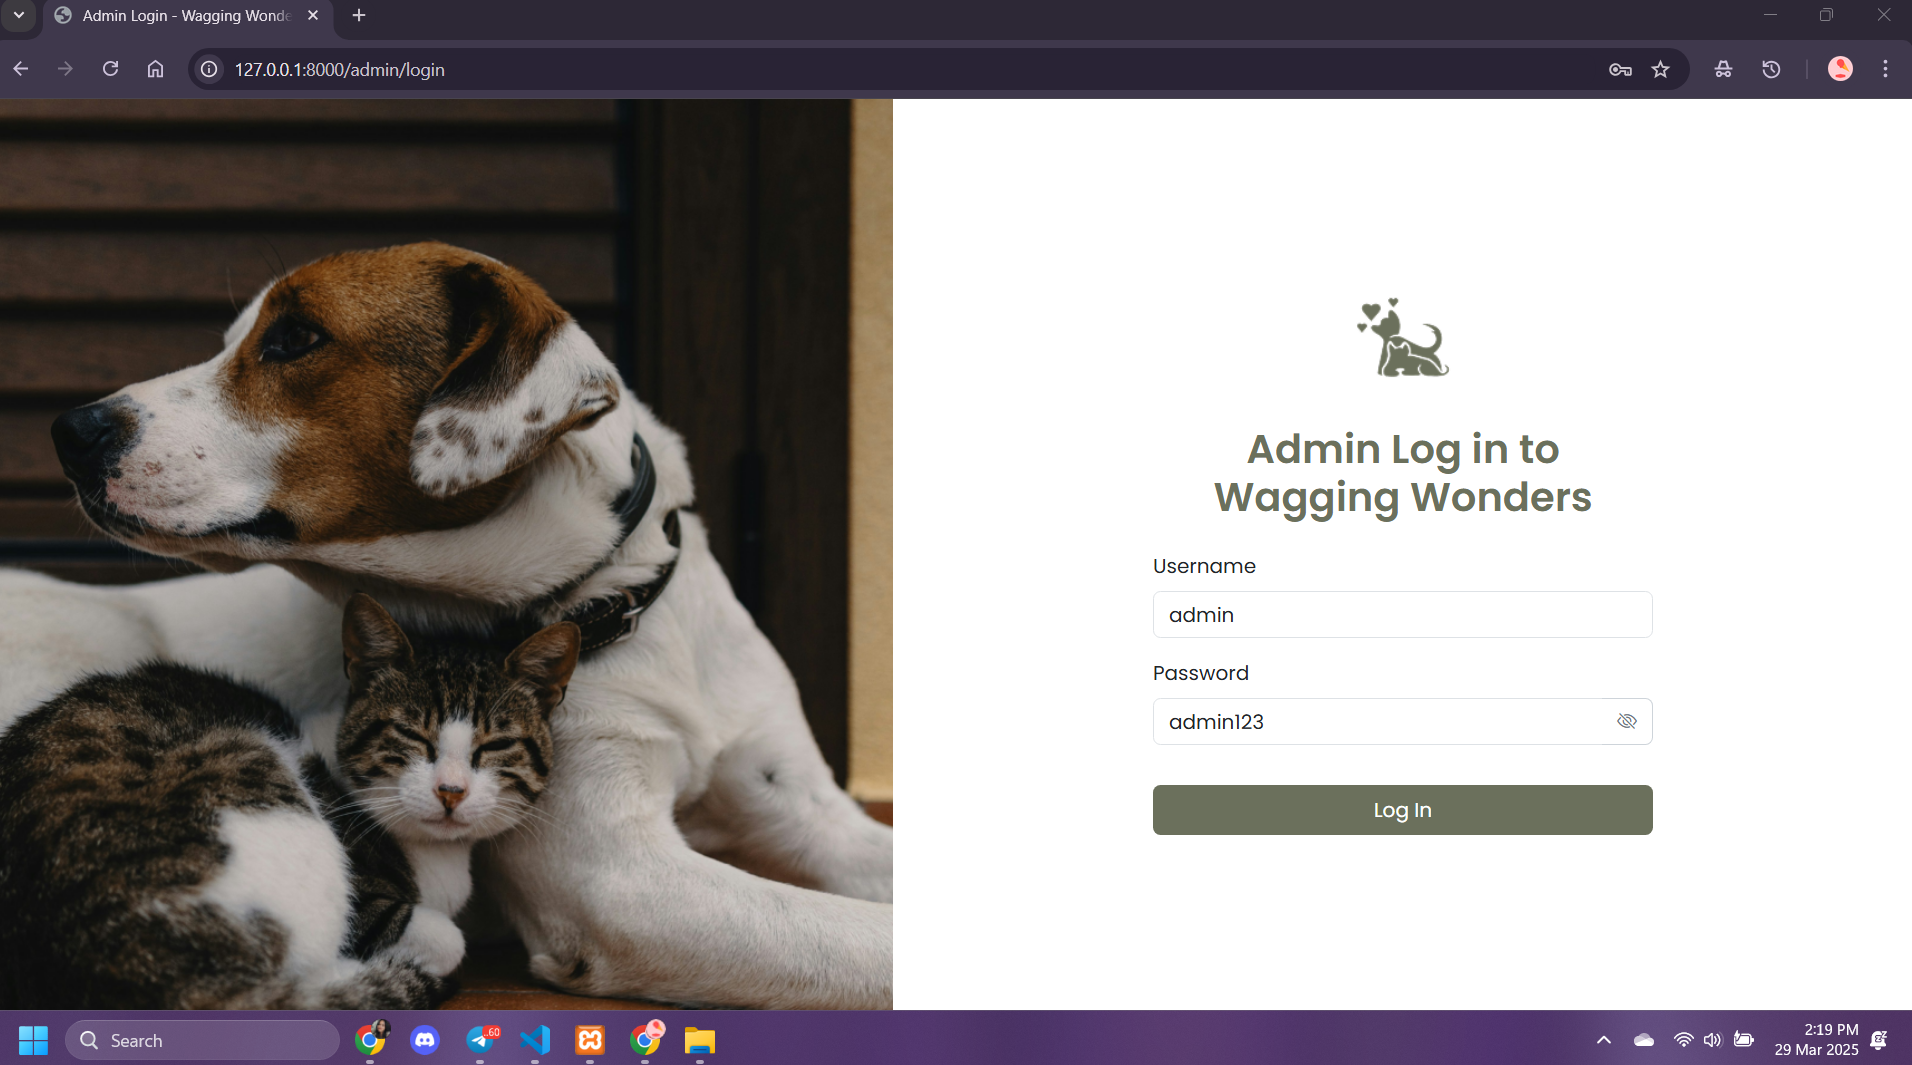 Admin Login - Wagging Wonde
127.0.0.1:8000/admin/login
Admin Log in to
Wagging Wonders
Username
admin
Password
admin123
Log In
Search
60
2:19 PM
29 Mar 2025